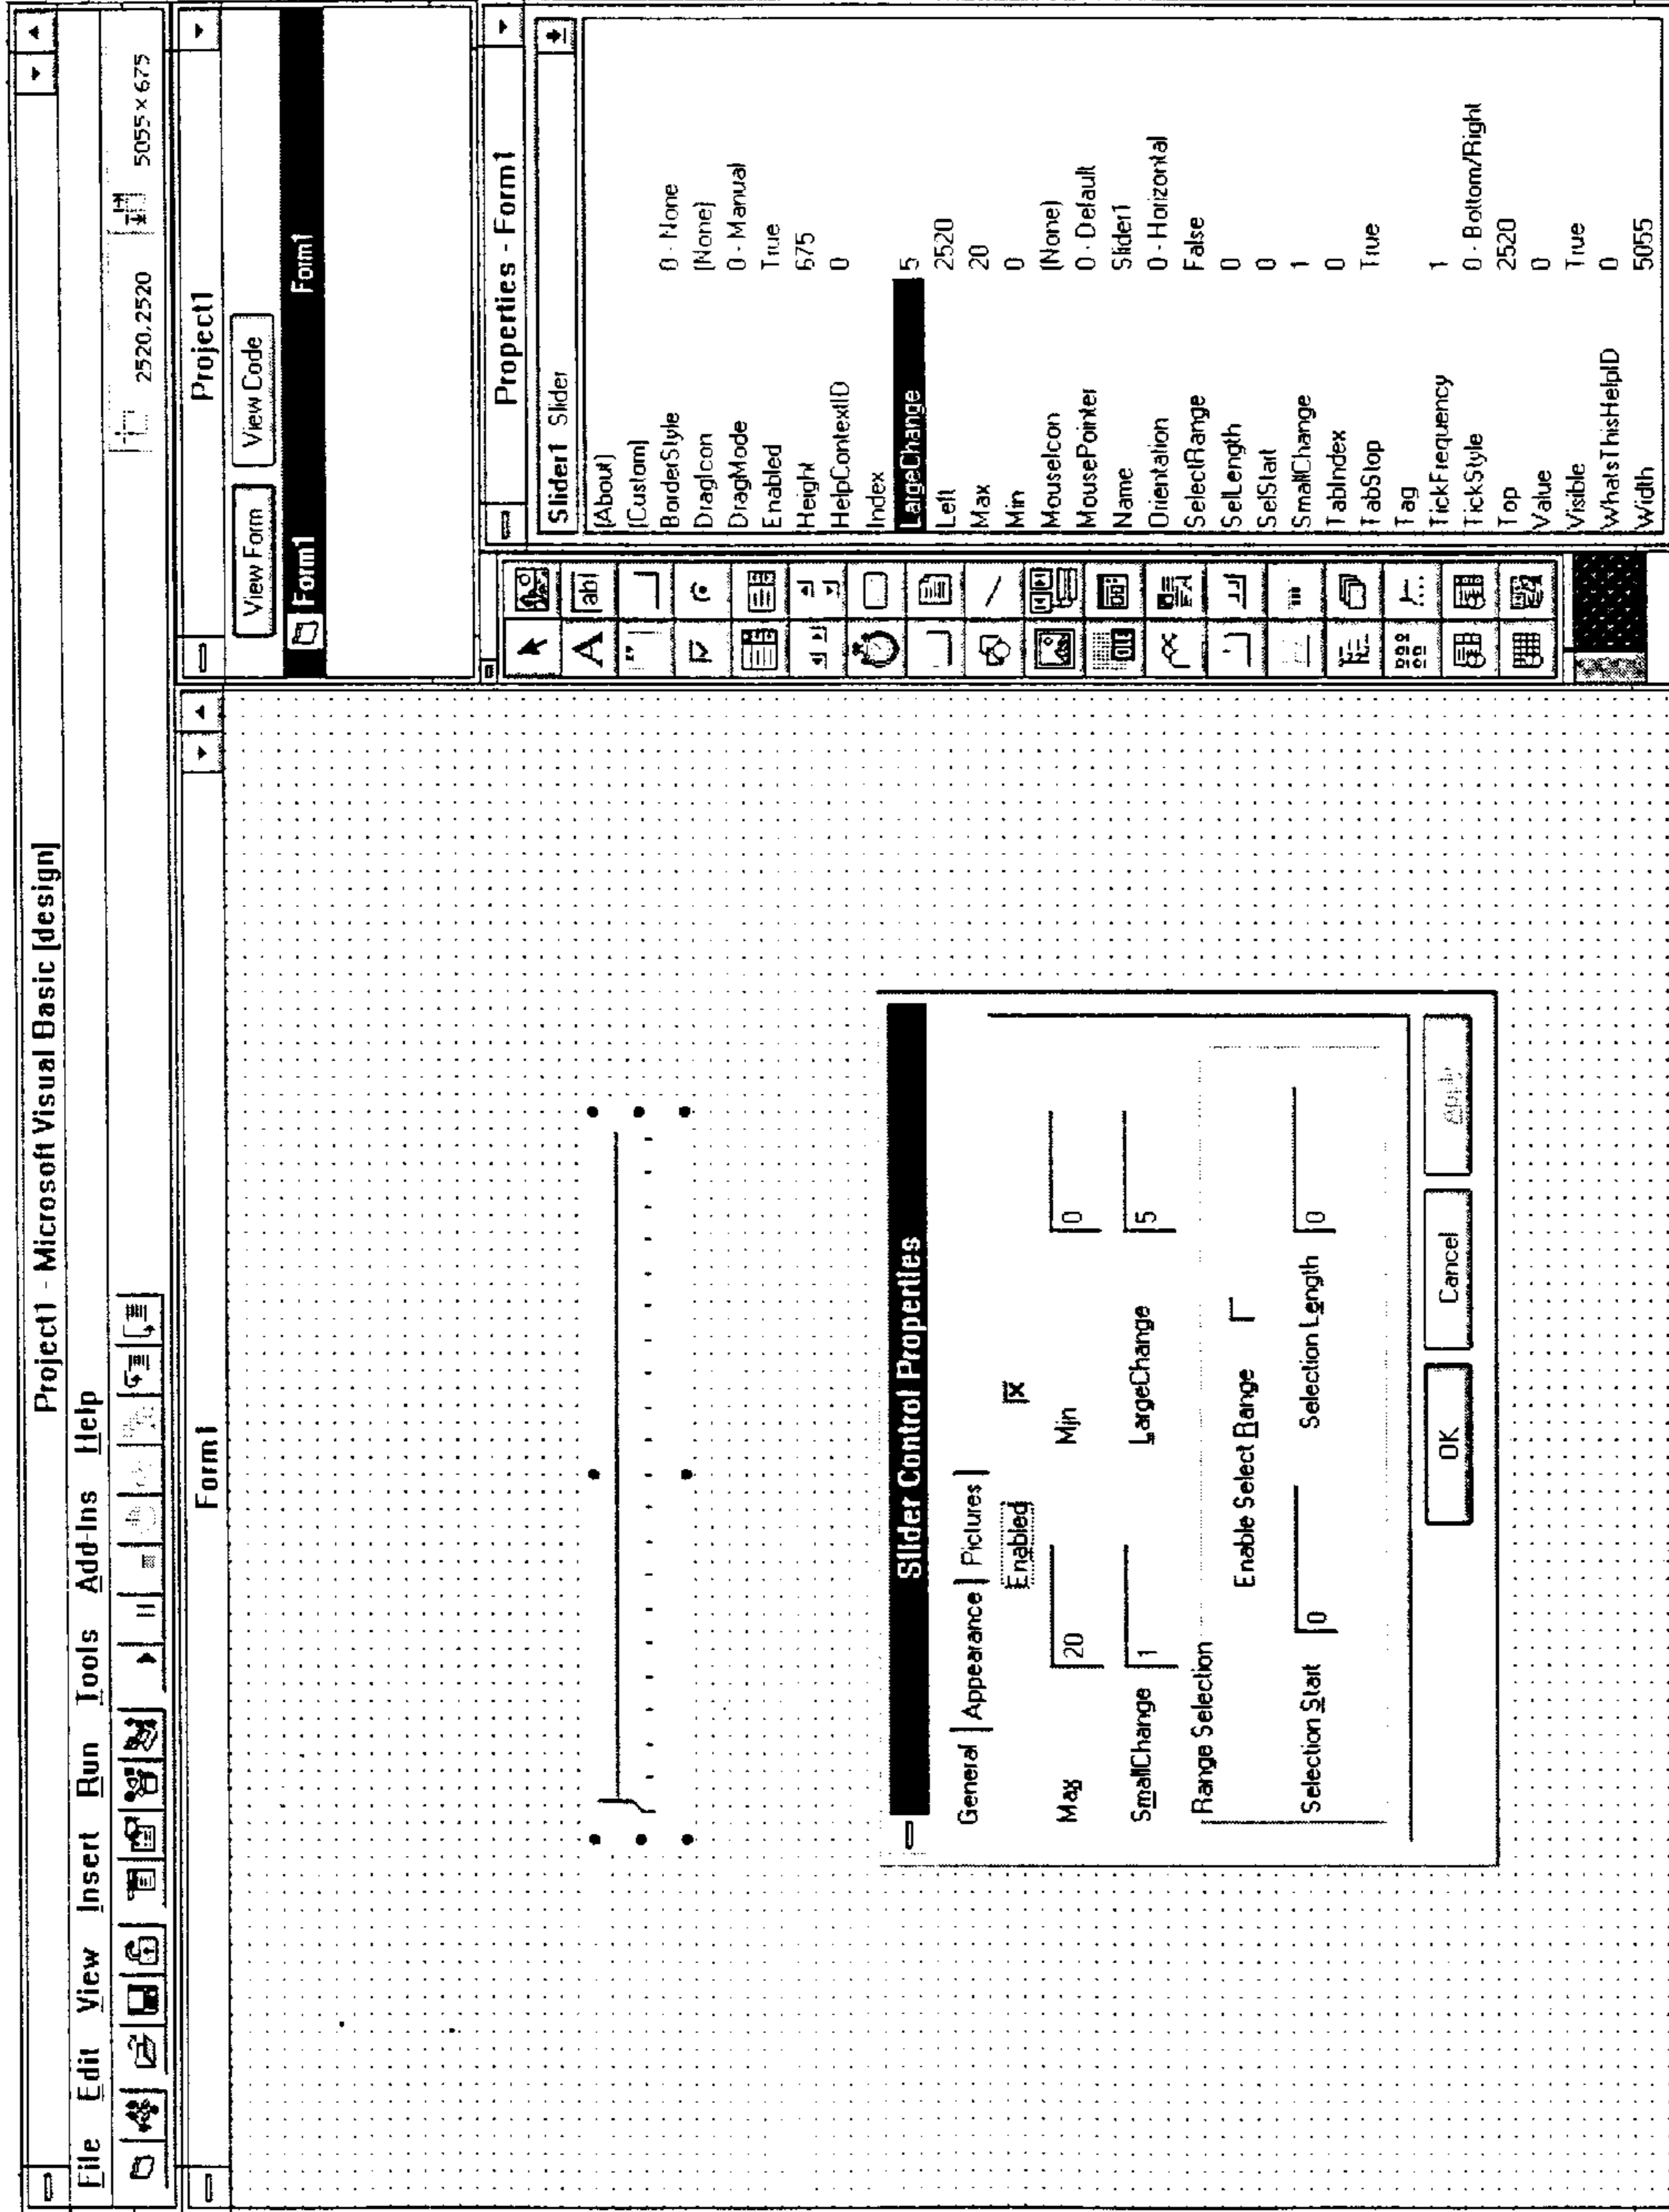 Project1 - Microsoft Visual Basic [design]
File Edit View Insert Run Tools Add-Ins Help
2520,2520 5055×675
Form1
Slider Control Properties
General Appearance Pictures
Enabled
Max 20 Min 0
SmallChange 1 LargeChange 5
Range Selection
Enable Select Range
Selection Start 0 Selection Length 0
OK Cancel Apply
Project1
View Form View Code
Form1 Form1
Properties - Form1
Slider1 Slider
(About)
(Custom)
BorderStyle 0 - None
DragIcon (None)
DragMode 0 - Manual
Enabled True
Height 675
HelpContextID 0
Index
LargeChange 5
Left 2520
Max 20
Min 0
MouseIcon (None)
MousePointer 0 - Default
Name Slider1
Orientation 0 - Horizontal
SelectRange False
SelLength 0
SelStart 0
SmallChange 1
TabIndex 0
TabStop True
Tag
TickFrequency 1
TickStyle 0 - Bottom/Right
Top 2520
Value 0
Visible True
WhatsThisHelpID 0
Width 5055
A abl